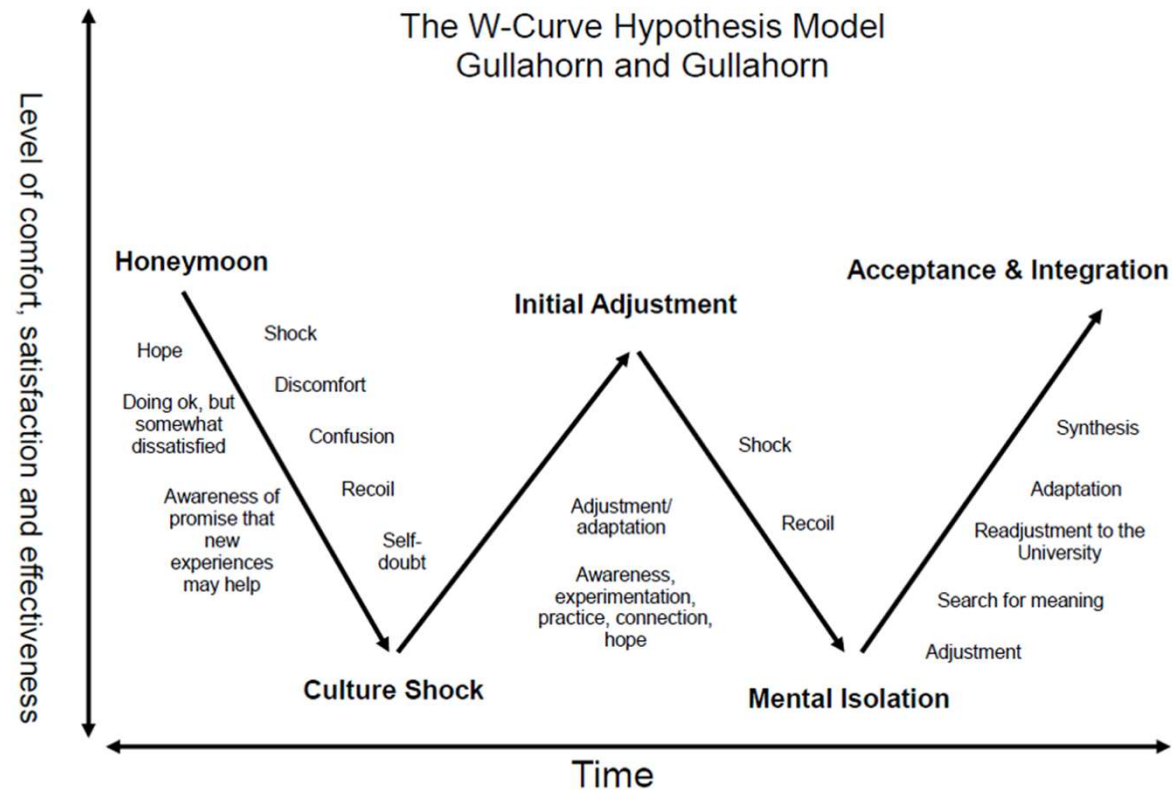 The W-Curve Hypothesis Model
Gullahorn and Gullahorn
Level of comfort, satisfaction and effectiveness
Honeymoon
Hope
Doing ok, but
somewhat
dissatisfied
Awareness of
promise that
new
experiences
may help
Shock
Discomfort
Confusion
Recoil
Self-
doubt
Culture Shock
Initial Adjustment
Adjustment/
adaptation
Awareness,
experimentation,
practice, connection,
hope
Shock
Recoil
Mental Isolation
Acceptance & Integration
Synthesis
Adaptation
Readjustment to the
University
Search for meaning
Adjustment
Time